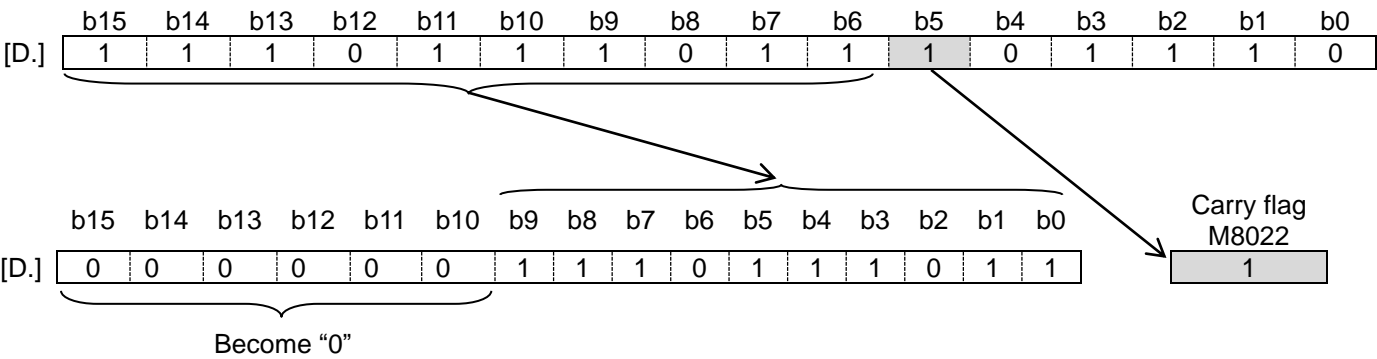 b15 b14 b13 b12 b11 b10 b9 b8 b7 b6 b5 b4 b3 b2 b1 b0
[D.] 1 1 1 0 1 1 1 0 1 1 1 0 1 1 1 0
Carry flag
b15 b14 b13 b12 b11 b10 b9 b8 b7 b6 b5 b4 b3 b2 b1 b0
M8022
[D.] 0 0 0 0 0 0 1 1 1 0 1 1 1 0 1 1 1
Become “0”